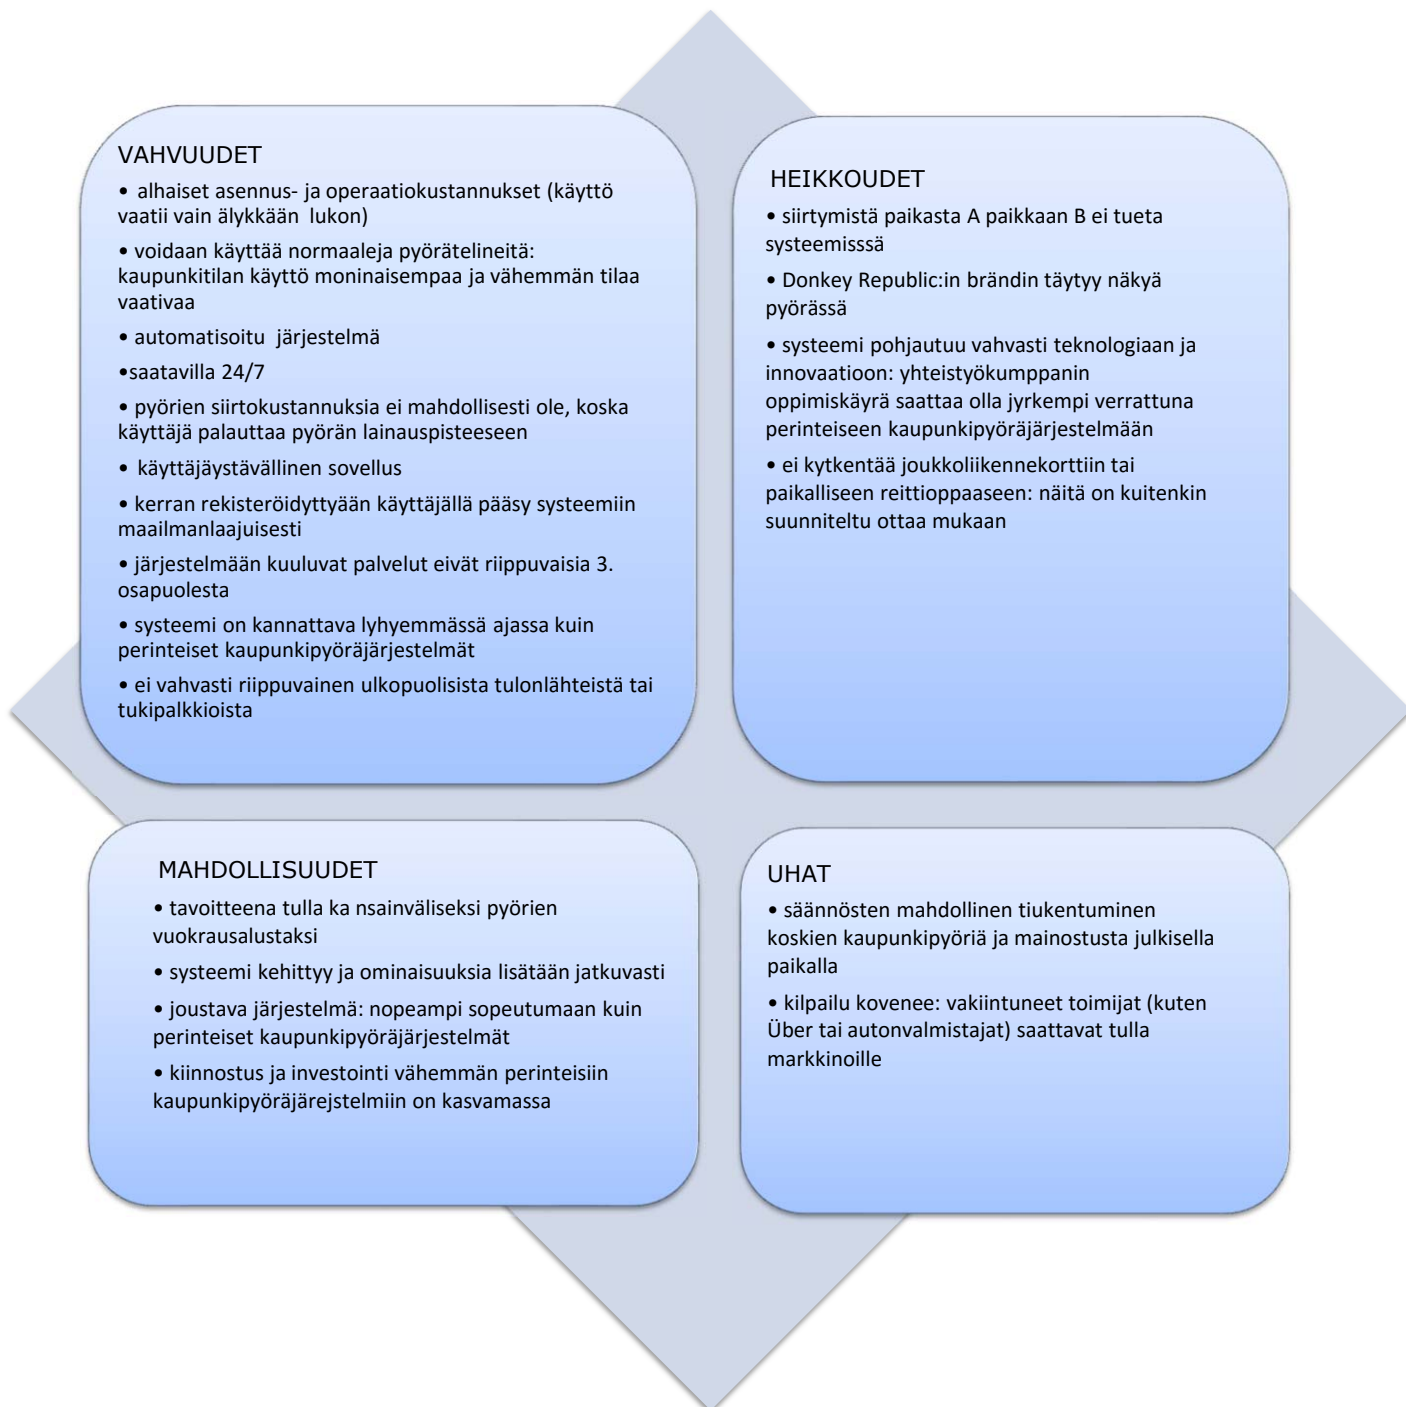 VAHVUUDET
• alhaiset asennus- ja operaatiokustannukset (käyttö
vaatii vain älykkään lukon)
• voidaan käyttää normaaleja pyörätelineitä:
kaupunkitilan käyttö moninaisempaa ja vähemmän tilaa
vaativaa
• automatisoitu järjestelmä
•saatavilla 24/7
• pyörien siirtokustannuksia ei mahdollisesti ole, koska
käyttäjä palauttaa pyörän lainauspisteeseen
• käyttäjäystävällinen sovellus
• kerran rekisteröidyttyään käyttäjällä pääsy systeemiin
maailmanlaajuisesti
• järjestelmään kuuluvat palvelut eivät riippuvaisia 3.
osapuolesta
• systeemi on kannattava lyhyemmässä ajassa kuin
perinteiset kaupunkipyöräjärjestelmät
• ei vahvasti riippuvainen ulkopuolisista tulonlähteistä tai
tukipalkkioista
HEIKKOUDET
• siirtymistä paikasta A paikkaan B ei tueta
systeemisssä
• Donkey Republic:in brändin täytyy näkyä
pyörässä
• systeemi pohjautuu vahvasti teknologiaan ja
innovaatioon: yhteistyökumppanin
oppimiskäyrä saattaa olla jyrkempi verrattuna
perinteiseen kaupunkipyöräjärjestelmään
• ei kytkentää joukkoliikennekorttiin tai
paikalliseen reittioppaaseen: näitä on kuitenkin
suunniteltu ottaa mukaan
MAHDOLLISUUDET
• tavoitteena tulla ka nsainväliseksi pyörien
vuokrausalustaksi
• systeemi kehittyy ja ominaisuuksia lisätään jatkuvasti
• joustava järjestelmä: nopeampi sopeutumaan kuin
perinteiset kaupunkipyöräjärjestelmät
• kiinnostus ja investointi vähemmän perinteisiin
kaupunkipyöräjärejstelmiin on kasvamassa
UHAT
• säännösten mahdollinen tiukentuminen
koskien kaupunkipyöriä ja mainostusta julkisella
paikalla
• kilpailu kovenee: vakiintuneet toimijat (kuten
Über tai autonvalmistajat) saattavat tulla
markkinoille